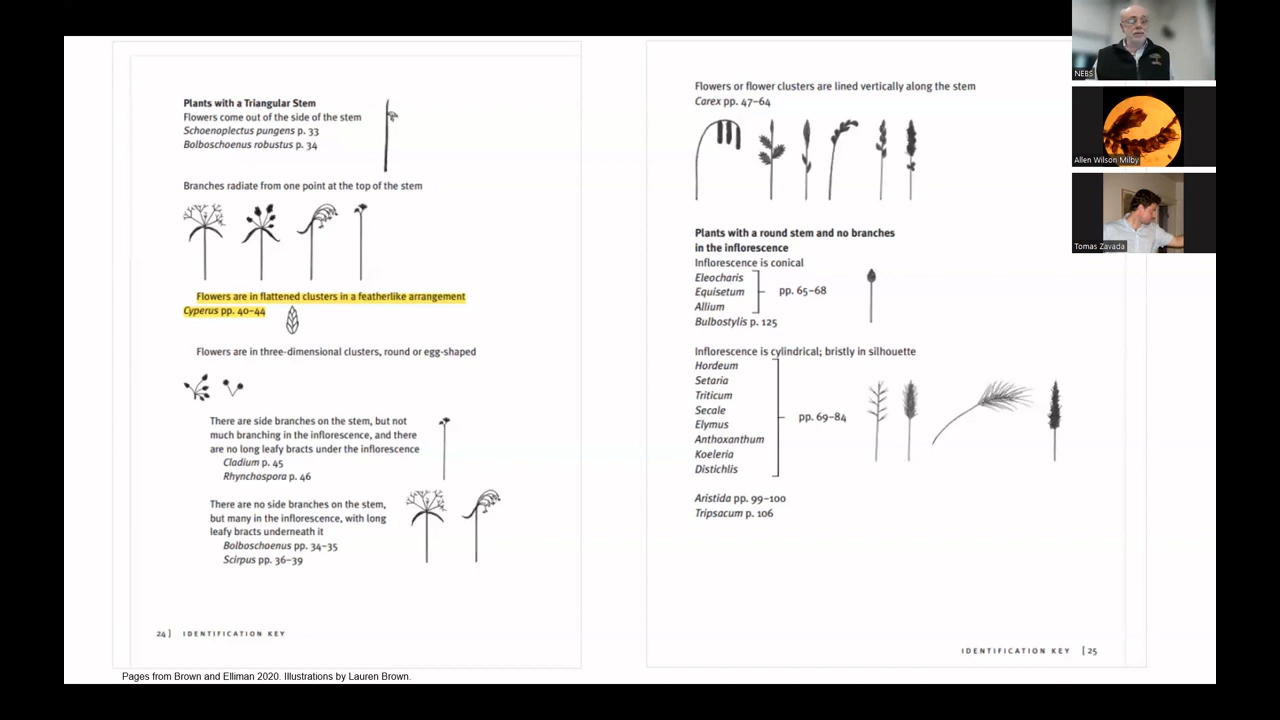 Plants with a Triangular Stem
Flowers come out of the side of the stem
Schoenoplectus pungens p. 33
Bolboschoenus robustus p. 34
Branches radiate from one point at the top of the stem
Flowers are in flattened clusters in a featherlike arrangement
Cyperus pp. 40–44
Flowers are in three-dimensional clusters, round or egg-shaped
There are side branches on the stem, but not
much branching in the inflorescence, and there
are no long leafy bracts under the inflorescence
Cladium p. 45
Rhynchospora p. 46
There are no side branches on the stem,
but many in the inflorescence, with long
leafy bracts underneath it
Bolboschoenus pp. 34–35
Scirpus pp. 36–39
24] IDENTIFICATION KEY
Flowers or flower clusters are lined vertically along the stem
Carex pp. 47–64
Plants with a round stem and no branches
in the inflorescence
Inflorescence is conical
Eleocharis
Equisetum
pp. 65–68
Allium
Bulbostylis p. 125
Inflorescence is cylindrical; bristly in silhouette
Hordeum
Setaria
Triticum
Secale
pp. 69–84
Elymus
Anthoxanthum
Koeleria
Distichlis
Aristida pp. 99–100
Tripsacum p. 106
IDENTIFICATION KEY [25
Pages from Brown and Elliman 2020. Illustrations by Lauren Brown.
NEBS
Allen Wilson Milby
Tomas Zavada